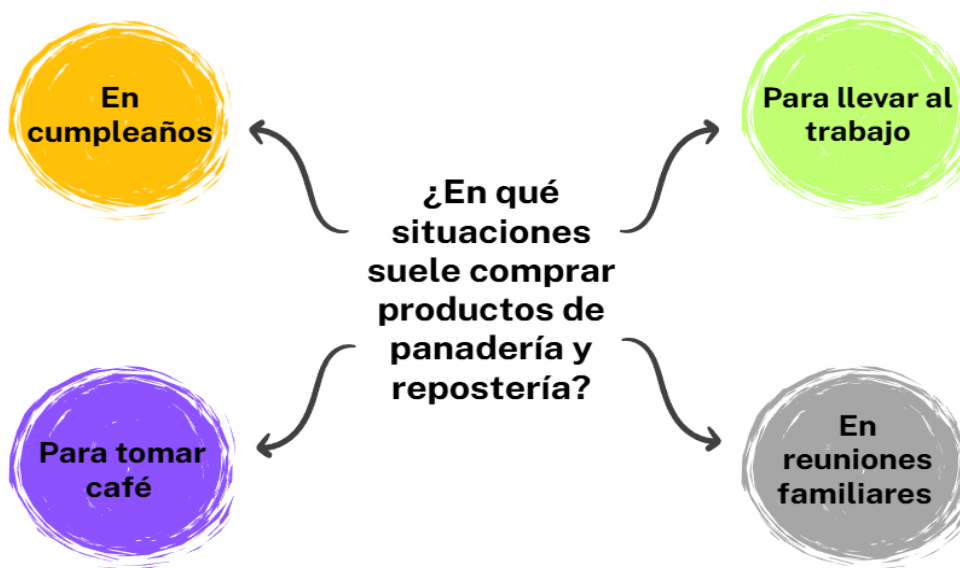 En
cumpleaños
Para llevar al
trabajo
¿En qué
situaciones
suele comprar
productos de
panadería y
repostería?
Para tomar
café
En
reuniones
familiares